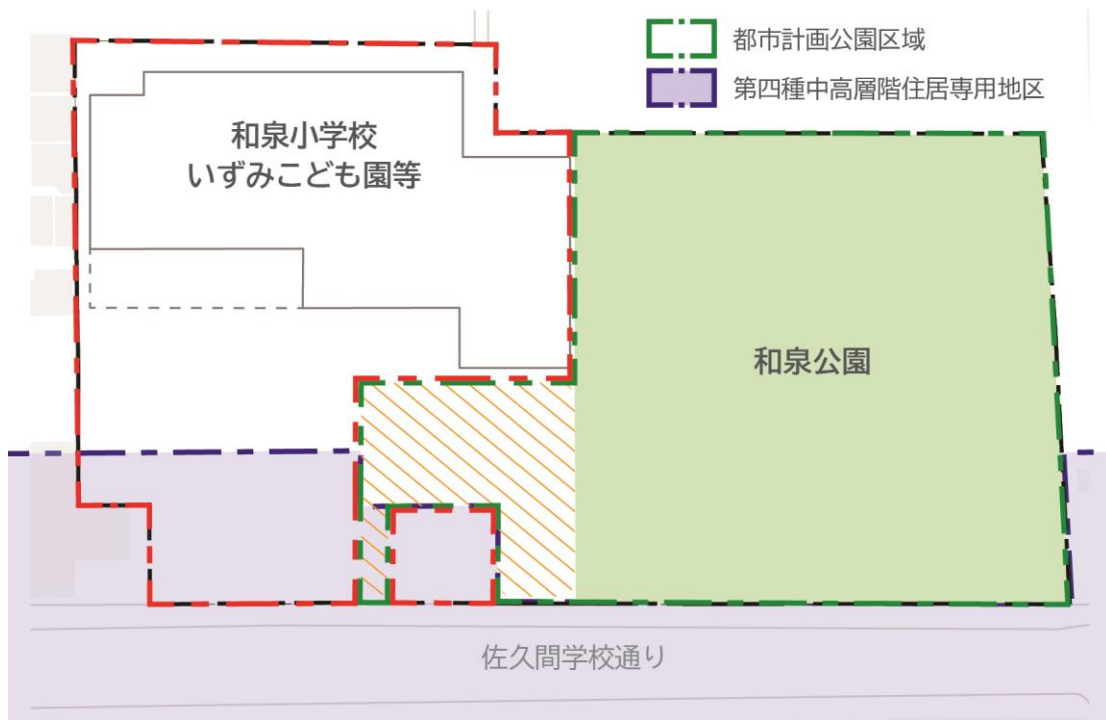 都市計画公園区域
第四種中高層階住居専用地区
和泉小学校
いずみこども園等
和泉公園
佐久間学校通り